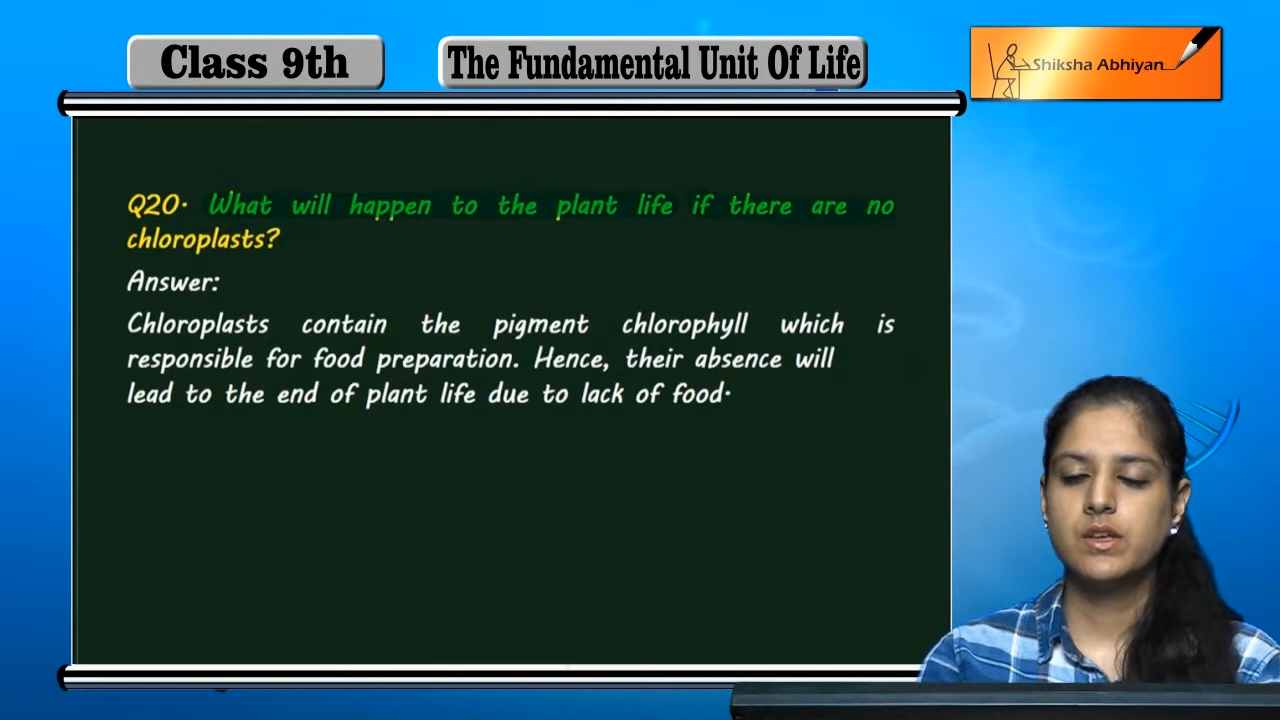 Class 9th
The Fundamental Unit Of Life
Shiksha Abhiyan
Q20. What will happen to the plant life if there are no
chloroplasts?
Answer:
Chloroplasts contain the pigment chlorophyll which is
responsible for food preparation. Hence, their absence will
lead to the end of plant life due to lack of food.